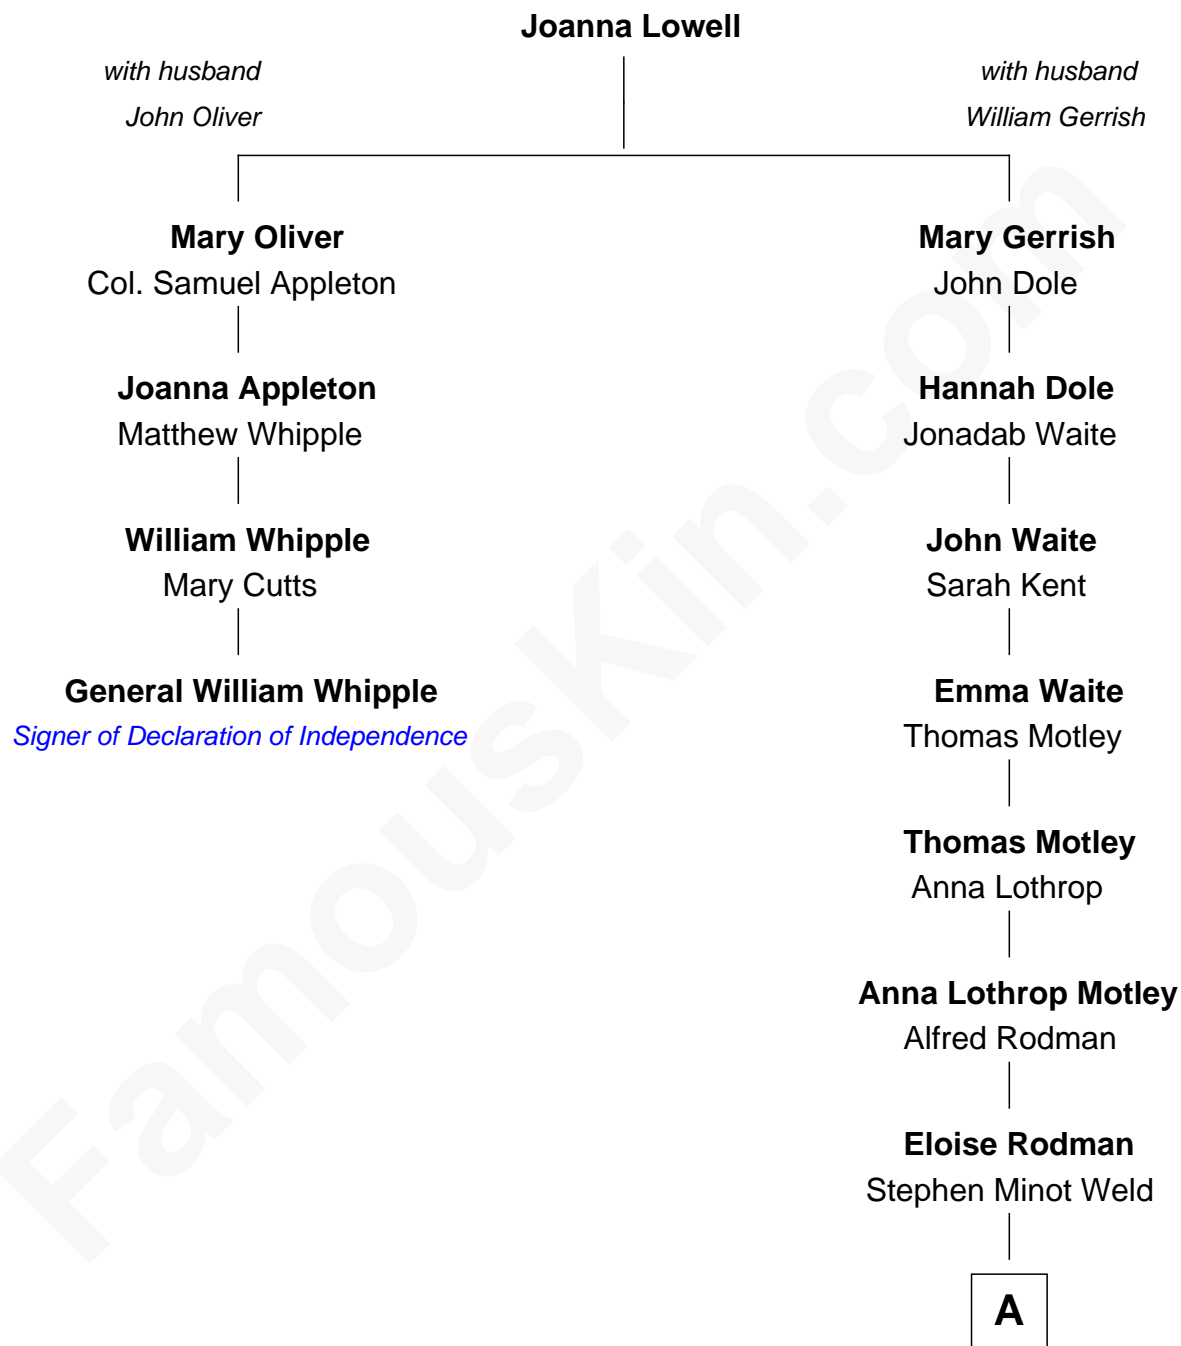 Joanna Lowell
with husband
John Oliver
with husband
William Gerrish
Mary Oliver
Col. Samuel Appleton
Mary Gerrish
John Dole
Joanna Appleton
Matthew Whipple
Hannah Dole
Jonadab Waite
William Whipple
Mary Cutts
John Waite
Sarah Kent
General William Whipple
Signer of Declaration of Independence
Emma Waite
Thomas Motley
Thomas Motley
Anna Lothrop
Anna Lothrop Motley
Alfred Rodman
Eloise Rodman
Stephen Minot Weld
A
FamousKin.com